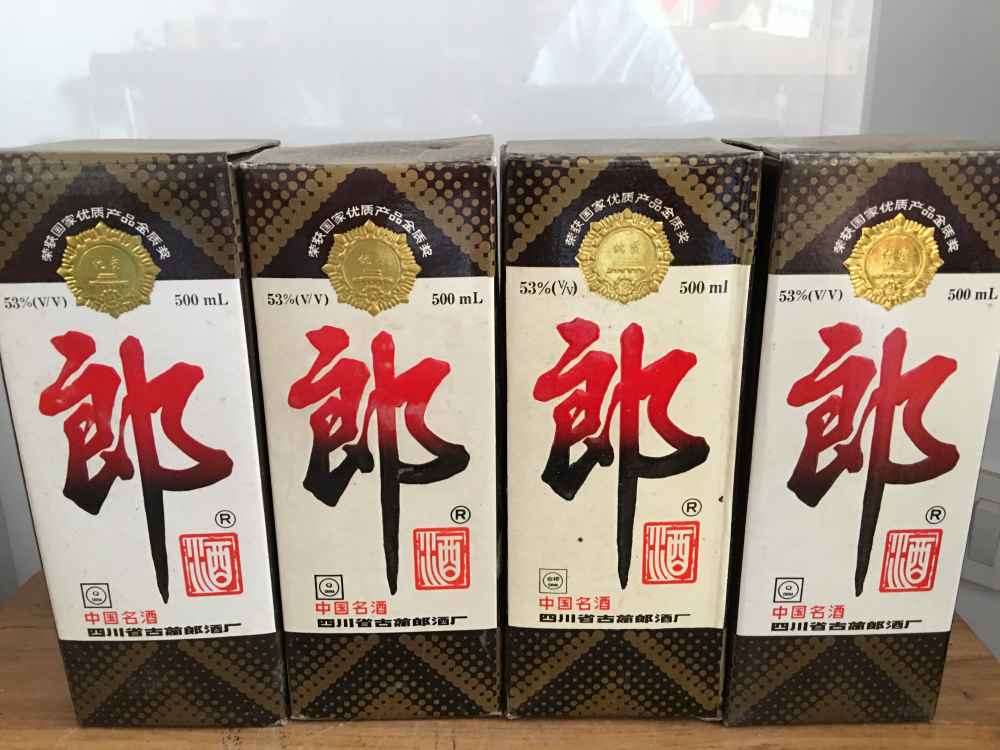 荣获国家优质产品金质奖
53%(V/V) 500 mL
郎
®
酒
中国名酒
四川省古蔺郎酒厂
荣获国家优质产品金质奖
53%(V/V) 500 mL
郎
®
酒
中国名酒
四川省古蔺郎酒厂
荣获国家优质产品金质奖
53%(V/V) 500 ml
郎
®
酒
中国名酒
四川省古蔺郎酒厂
荣获国家优质产品金质奖
53%(V/V) 500 mL
郎
®
酒
中国名酒
四川省古蔺郎酒厂